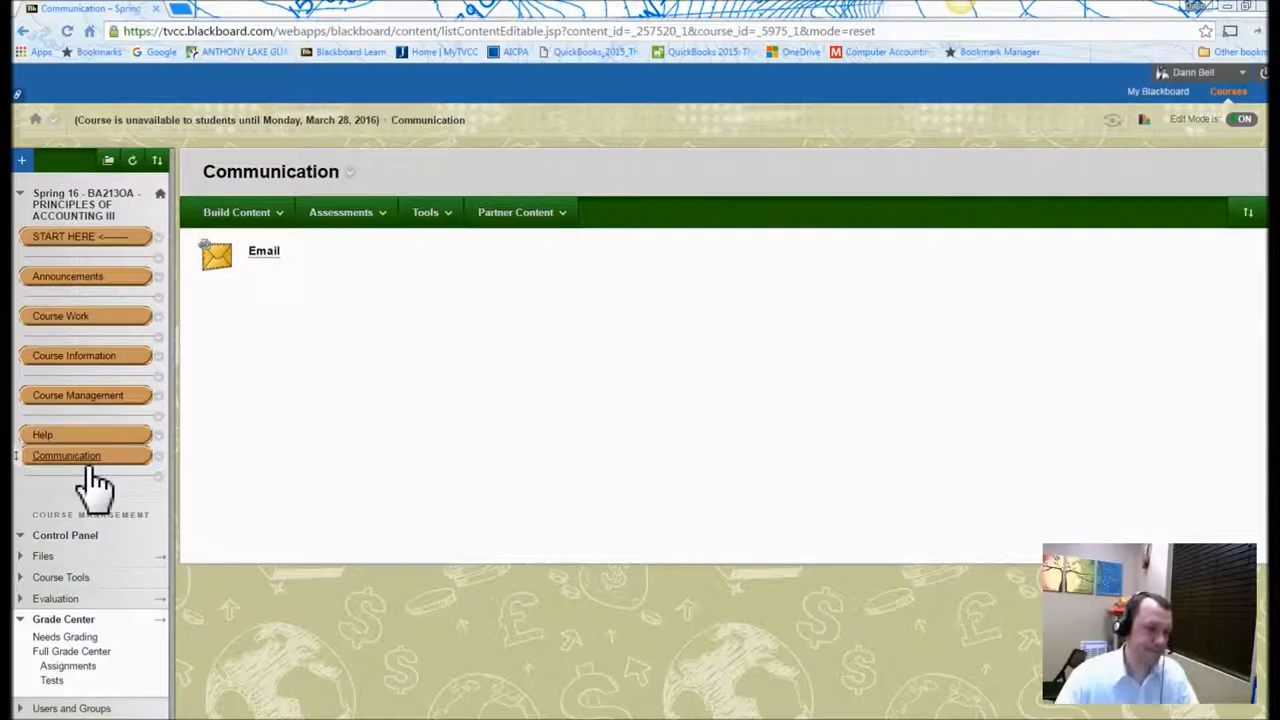 Communication – Spring
https://tvcc.blackboard.com/webapps/blackboard/content/listContentEditable.jsp?content_id=_257520_1&course_id=_5975_1&mode=reset
Apps Bookmarks Google ANTHONY LAKE GU Blackboard Learn Home | MyTVCC AICPA QuickBooks_2015_Th QuickBooks 2015: Th OneDrive Computer Accountin Bookmark Manager Other bookm
Dann Bell
My Blackboard Courses
(Course is unavailable to students until Monday, March 28, 2016) Communication Edit Mode is: ON
Spring 16 - BA213OA -
PRINCIPLES OF
ACCOUNTING III
START HERE <-------
Announcements
Course Work
Course Information
Course Management
Help
Communication
COURSE MANAGEMENT
Control Panel
Files
Course Tools
Evaluation
Grade Center
Needs Grading
Full Grade Center
Assignments
Tests
Users and Groups
Communication
Build Content Assessments Tools Partner Content
Email